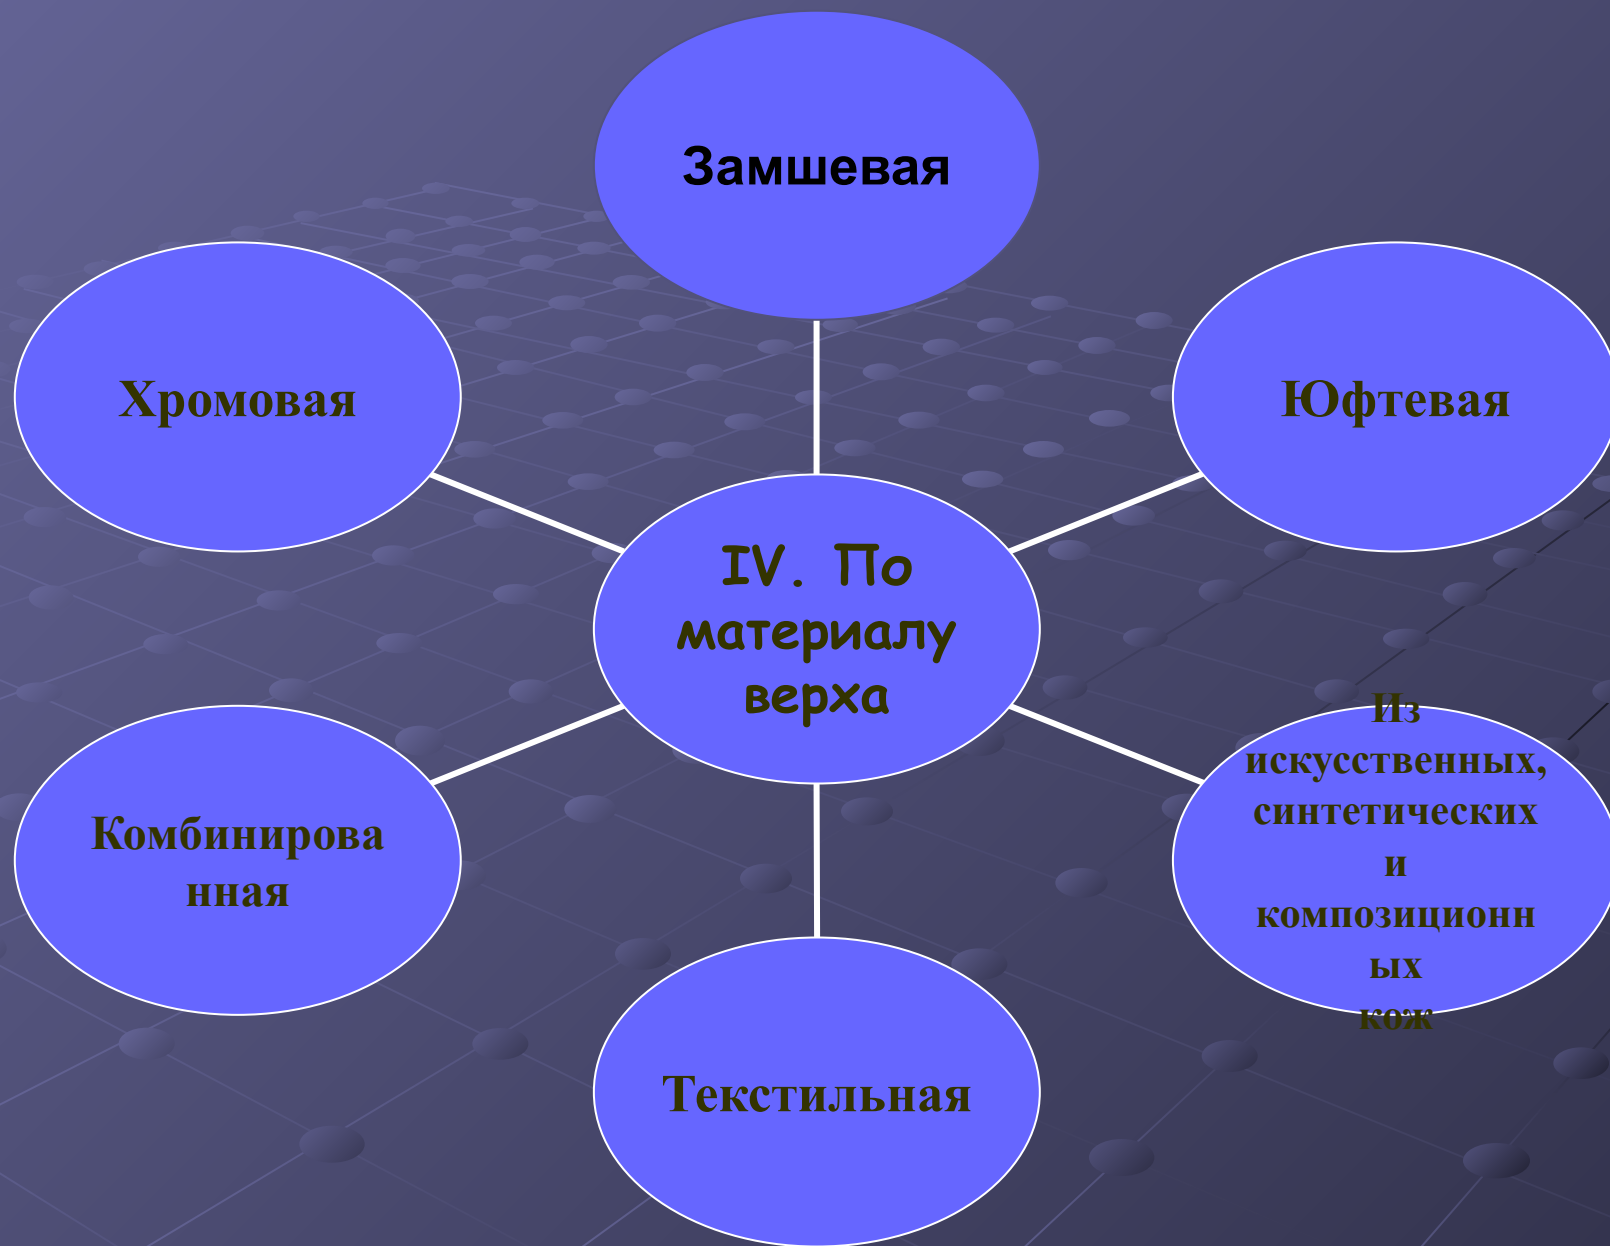 Замшевая
Хромовая
Юфтевая
IV. По
материалу
верха
Комбинирова
нная
Из
искусственных,
синтетических
и
композиционн
ых
кож
Текстильная